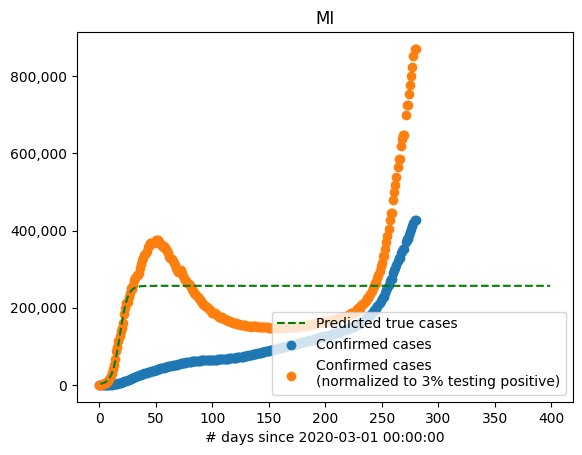 MI
800,000
600,000
400,000
200,000
0
Predicted true cases
Confirmed cases
Confirmed cases
(normalized to 3% testing positive)
0 50 100 150 200 250 300 350 400
# days since 2020-03-01 00:00:00